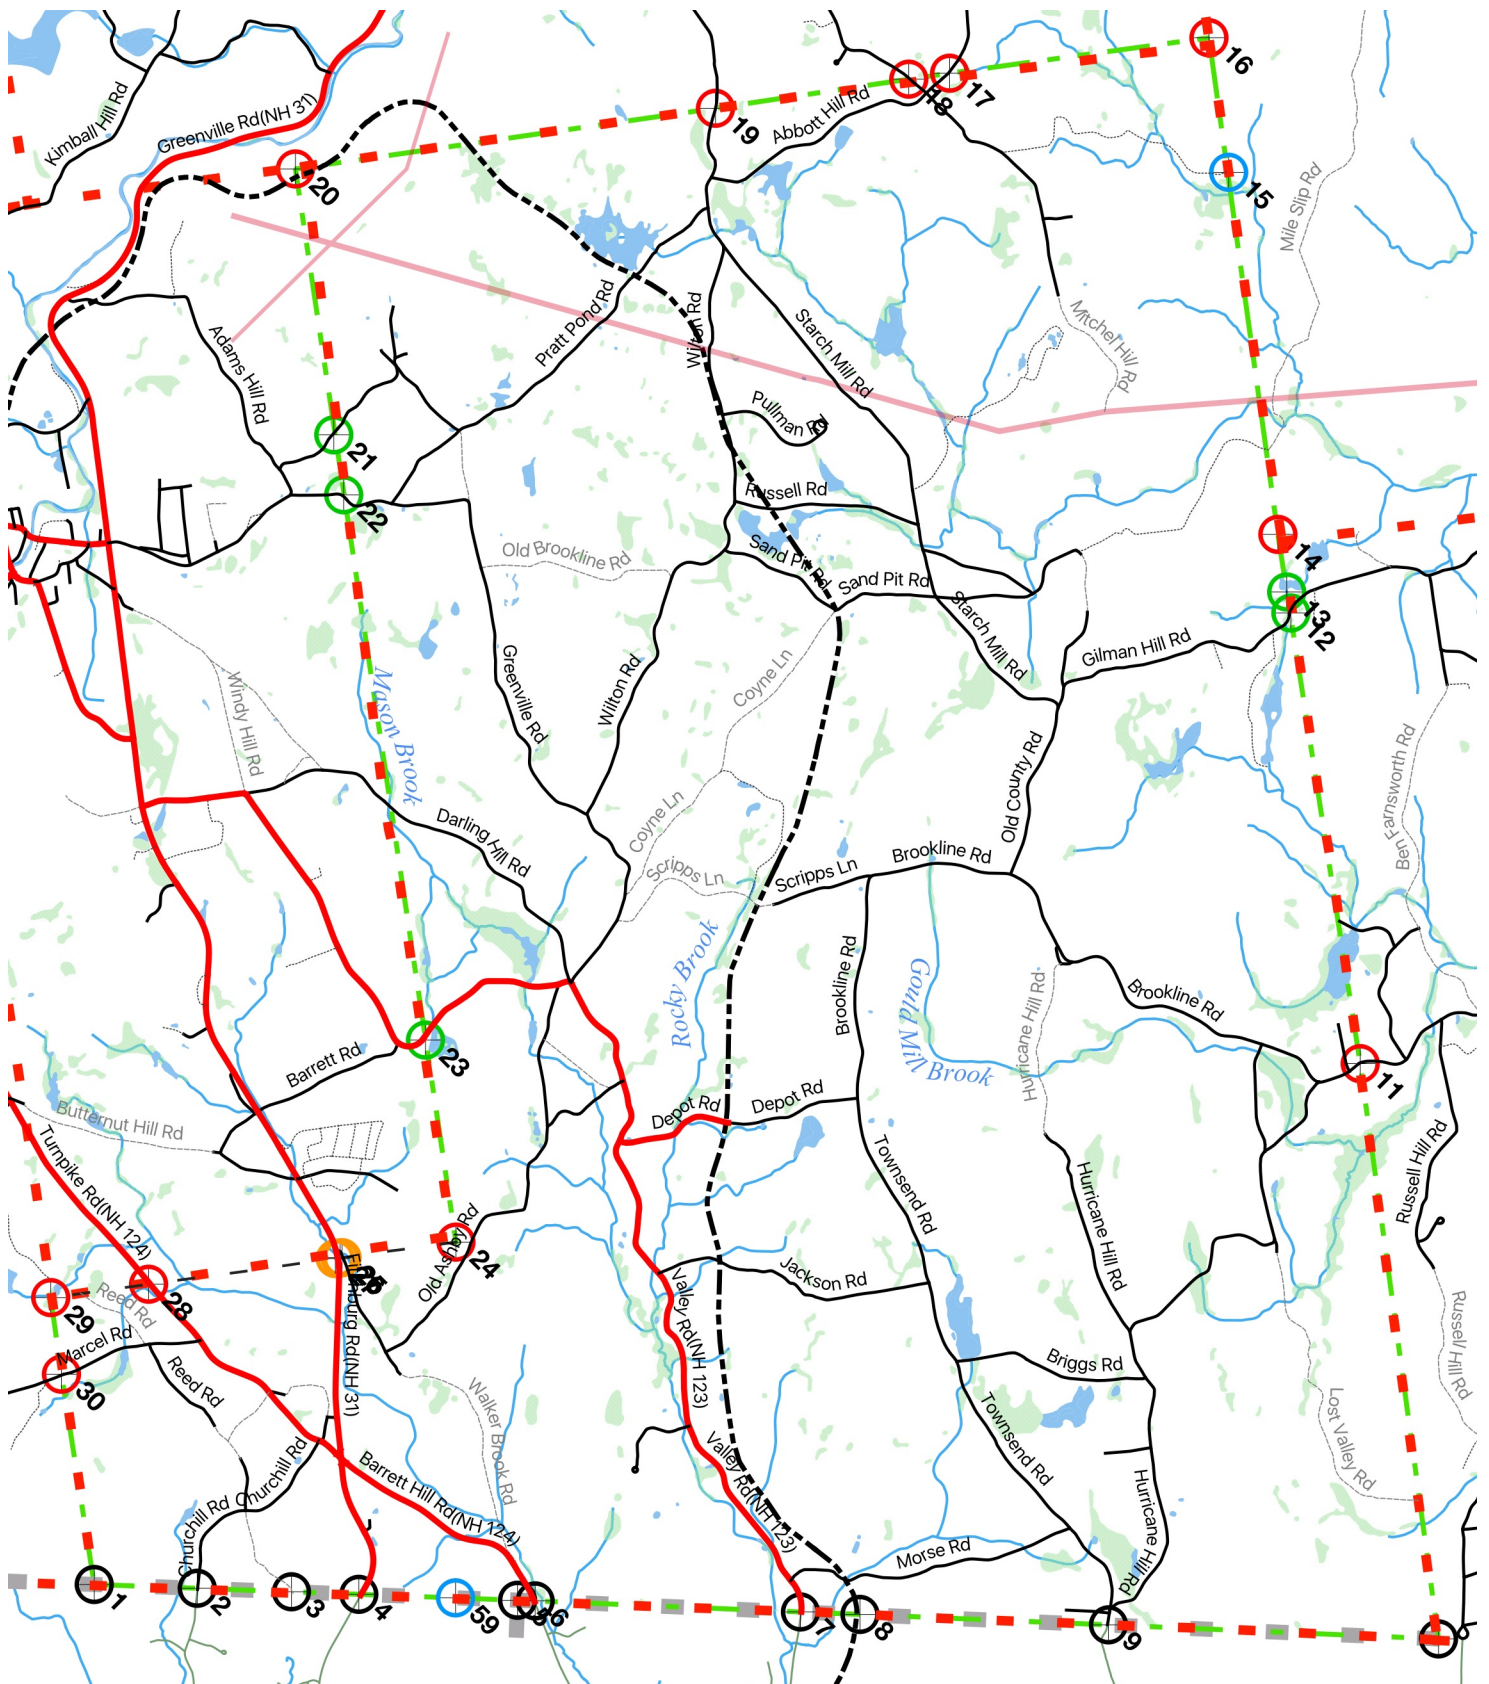 16
17
18
19
Abbott Hill Rd
Kimball Hill Rd
Greenville Rd(NH 31)
20
15
Mile Slip Rd
Adams Hill Rd
Pratt Pond Rd
Wilton Rd
Starch Mill Rd
Mitchel Hill Rd
Pullman Rd
21
22
Russell Rd
Old Brookline Rd
Sand Pit Rd
Sand Pit Rd
14
13
12
Starch Mill Rd
Gilman Hill Rd
Windy Hill Rd
Mason Brook
Greenville Rd
Wilton Rd
Coyne Ln
Old County Rd
Ben Farnsworth Rd
Darling Hill Rd
Coyne Ln
Scripps Ln
Scripps Ln
Brookline Rd
Rocky Brook
Brookline Rd
Gould Mill Brook
Hurricane Hill Rd
Brookline Rd
23
Barrett Rd
11
Butternut Hill Rd
Depot Rd
Depot Rd
Turnpike Rd(NH 124)
Townsend Rd
Hurricane Hill Rd
Russell Hill Rd
24
Old Ashby Rd
28
29
Reed Rd
Fitchburg Rd(NH 31)
Jackson Rd
Valley Rd(NH 123)
Marcel Rd
30
Reed Rd
Briggs Rd
Russell Hill Rd
Walker Brook Rd
Townsend Rd
Lost Valley Rd
Churchill Rd
Churchill Rd
Barrett Hill Rd(NH 124)
Valley Rd(NH 123)
Hurricane Hill Rd
Morse Rd
1
2
3
4
59
5
6
7
8
9